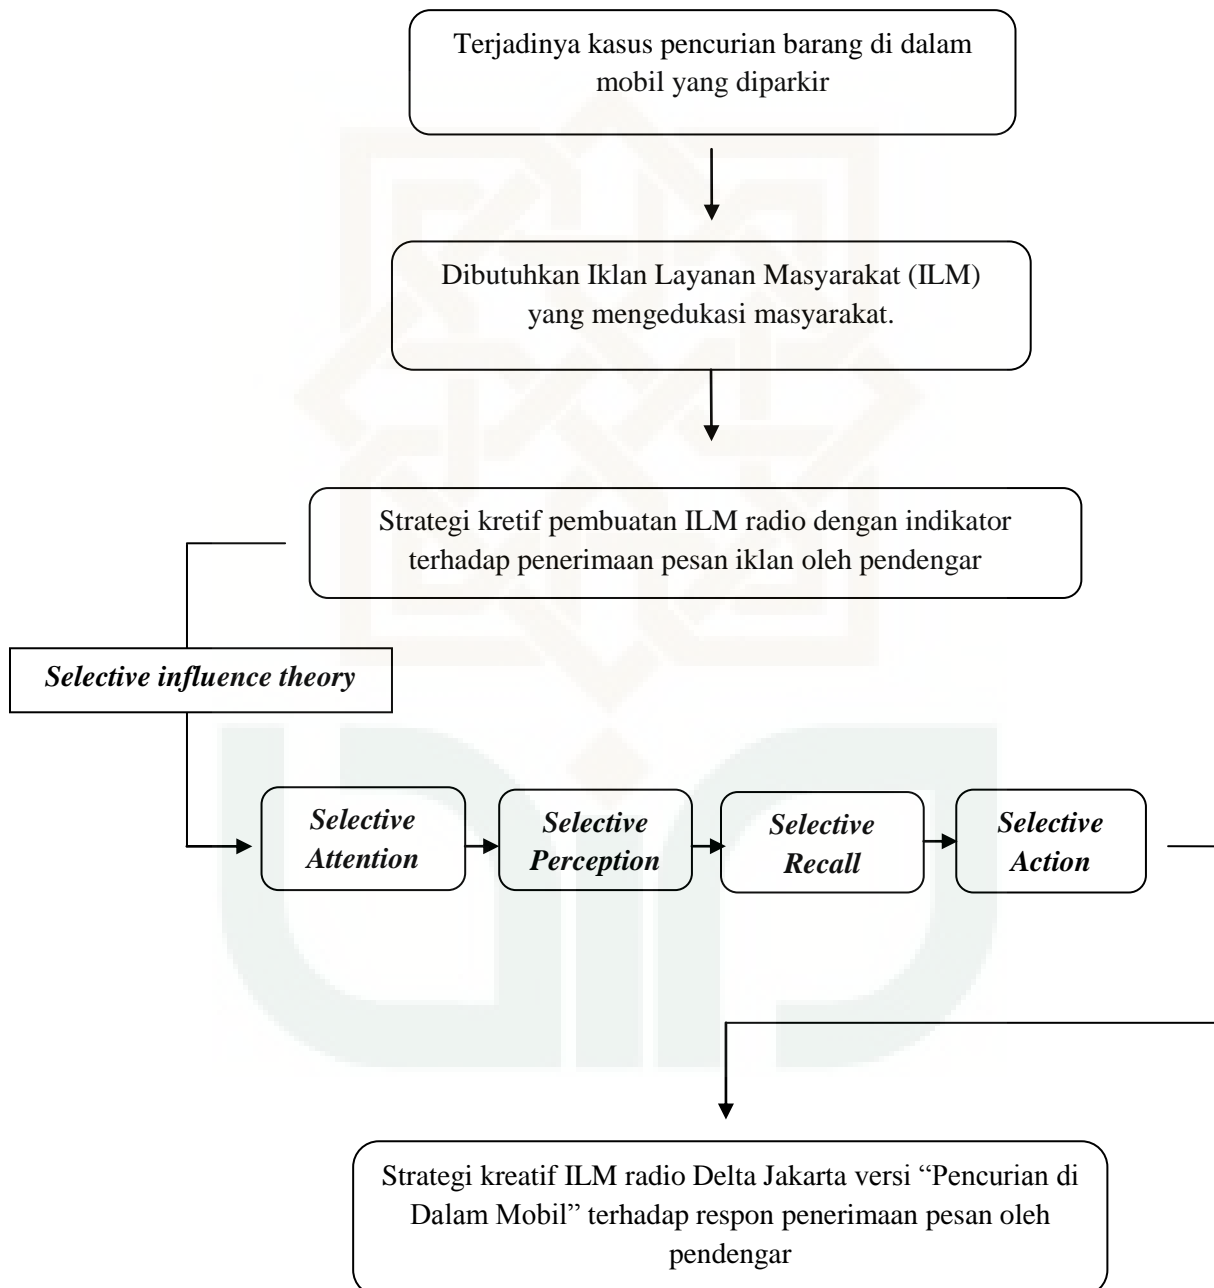 Terjadinya kasus pencurian barang di dalam
mobil yang diparkir
Dibutuhkan Iklan Layanan Masyarakat (ILM)
yang mengedukasi masyarakat.
Strategi kretif pembuatan ILM radio dengan indikator
terhadap penerimaan pesan iklan oleh pendengar
Selective influence theory
Selective
Attention
Selective
Perception
Selective
Recall
Selective
Action
Strategi kreatif ILM radio Delta Jakarta versi “Pencurian di
Dalam Mobil” terhadap respon penerimaan pesan oleh
pendengar